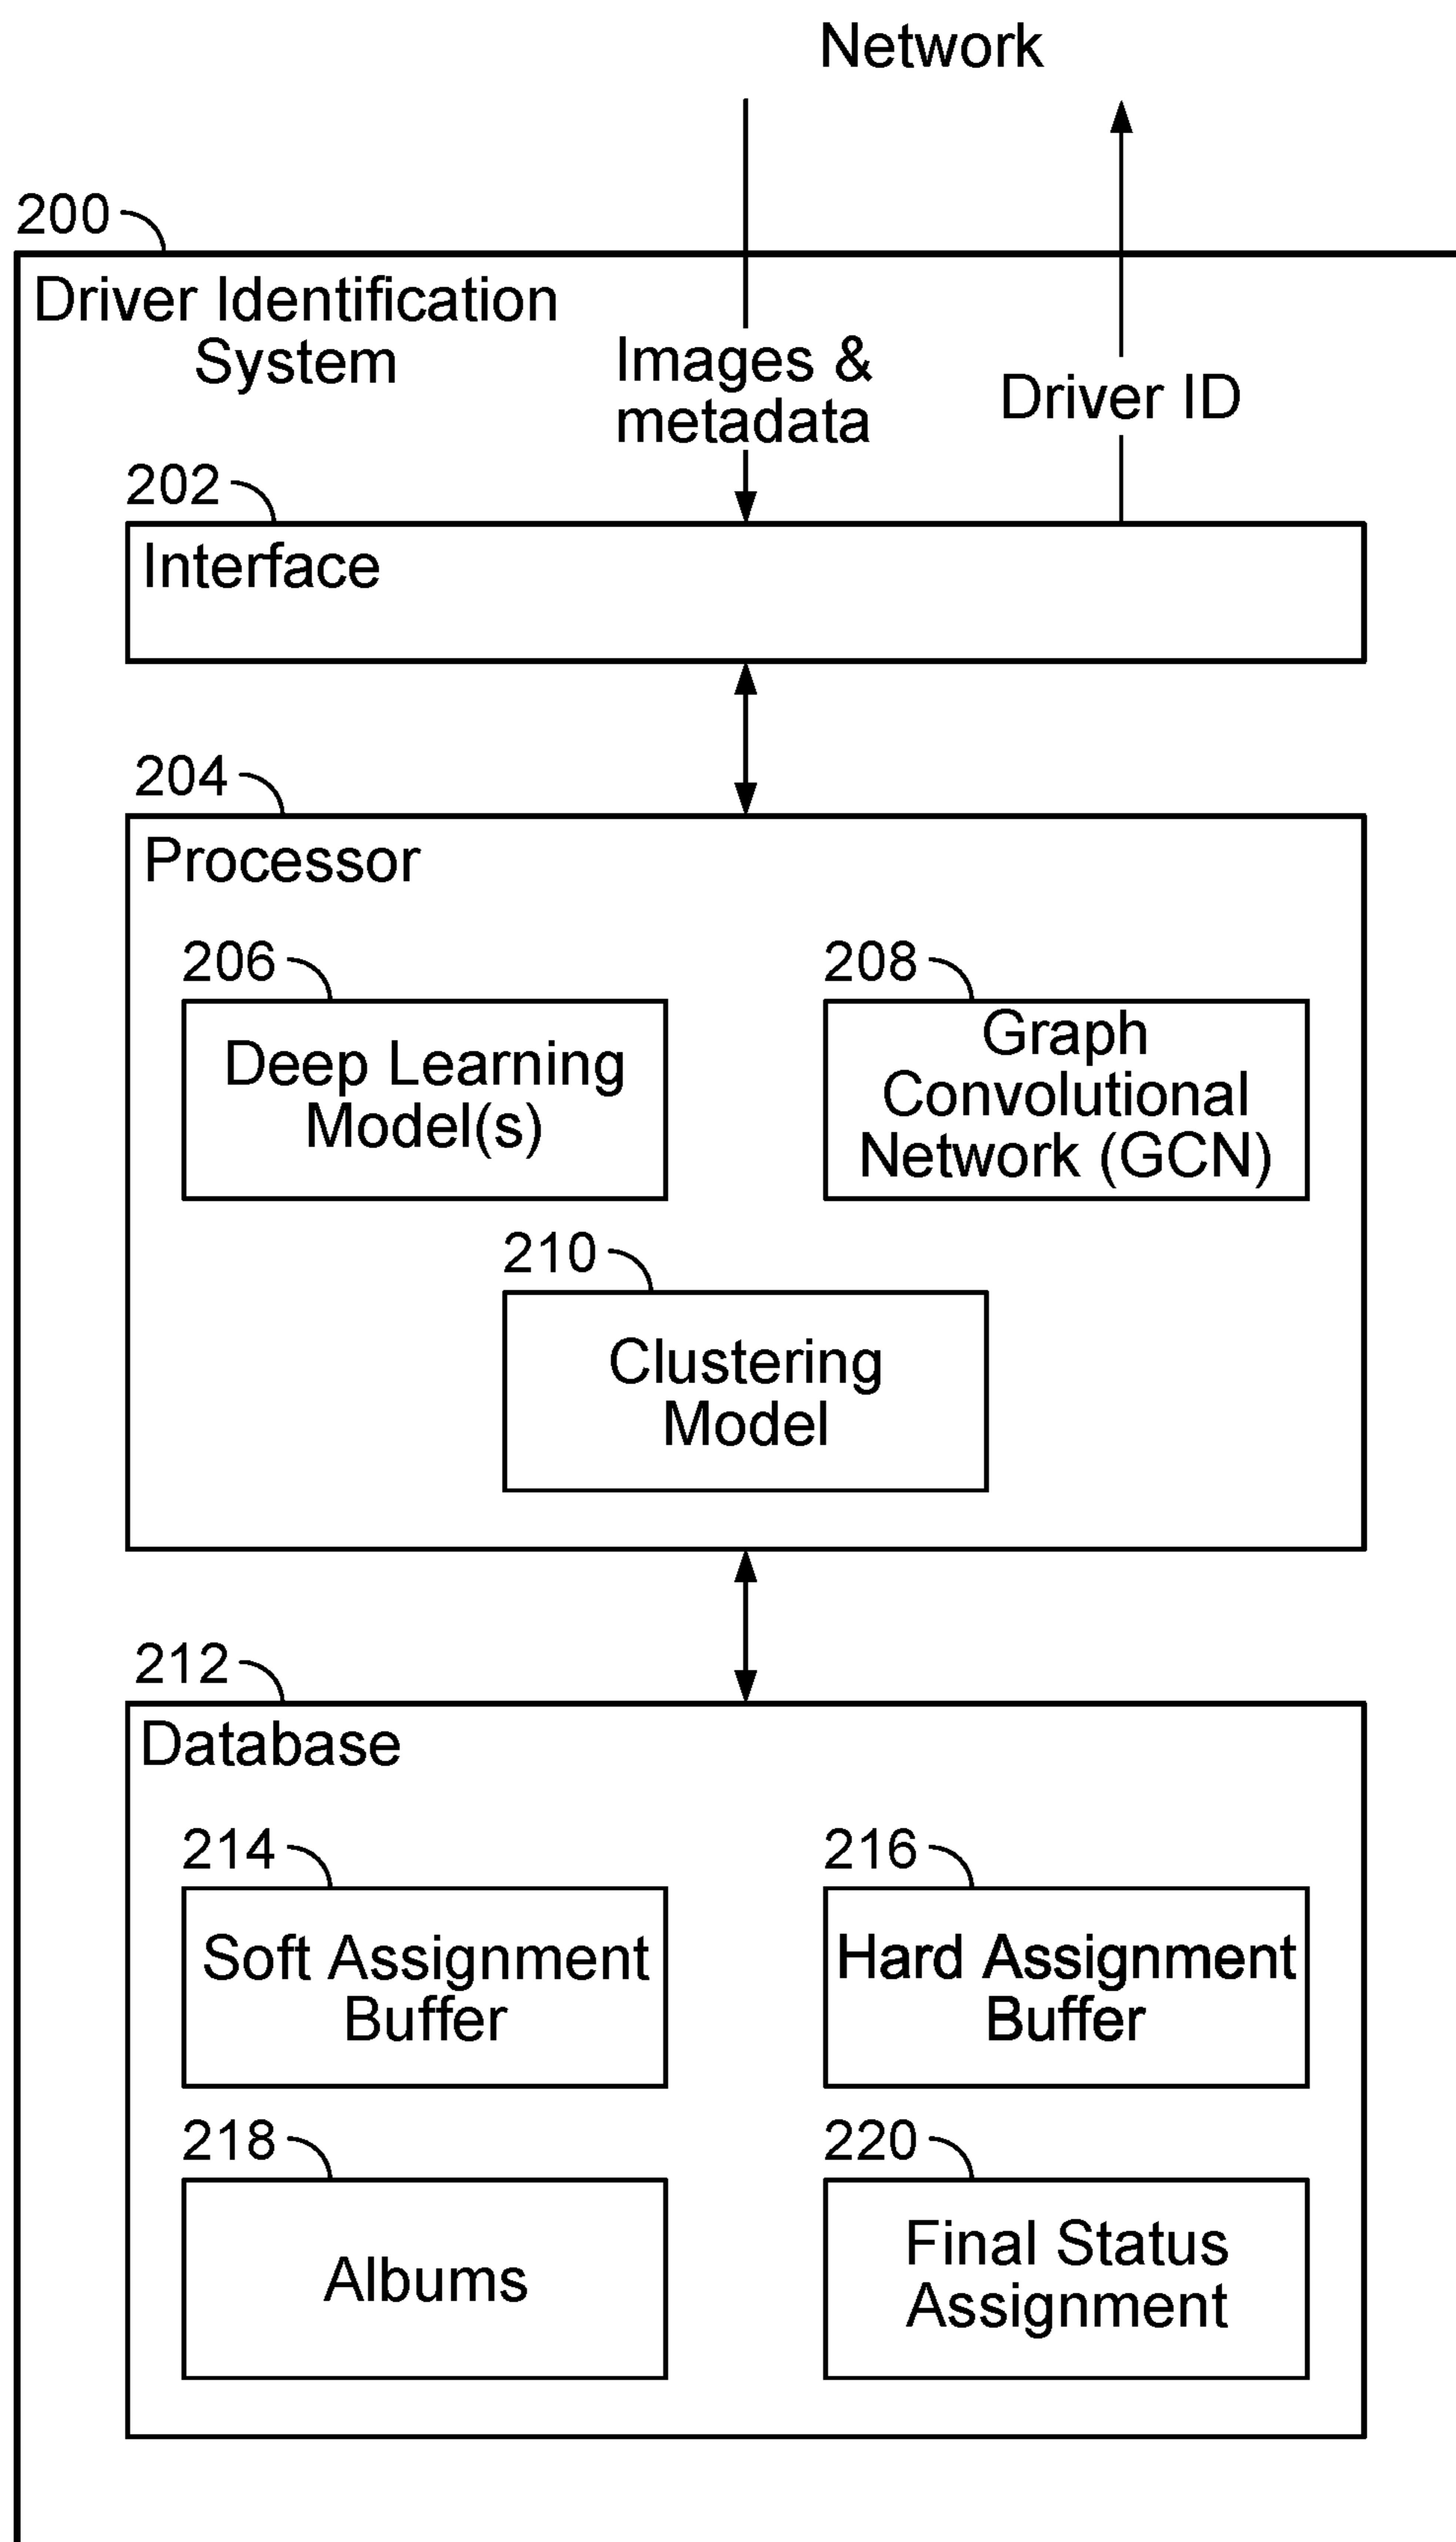 Network
200
Driver Identification
System
Images &
metadata
Driver ID
202
Interface
204
Processor
206
Deep Learning
Model(s)
208
Graph
Convolutional
Network (GCN)
210
Clustering
Model
212
Database
214
Soft Assignment
Buffer
216
Hard Assignment
Buffer
218
Albums
220
Final Status
Assignment